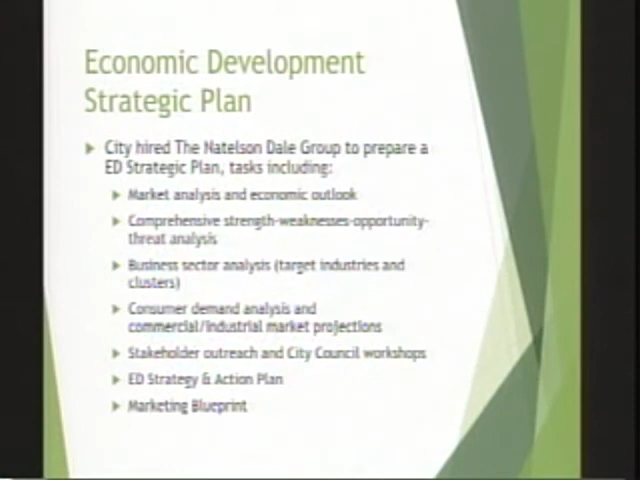 Economic Development
Strategic Plan
City hired The Natelson Dale Group to prepare a
ED Strategic Plan, tasks including:
Market analysis and economic outlook
Comprehensive strength-weaknesses-opportunity-
threat analysis
Business sector analysis (target industries and
clusters)
Consumer demand analysis and
commercial/industrial market projections
Stakeholder outreach and City Council workshops
ED Strategy & Action Plan
Marketing Blueprint